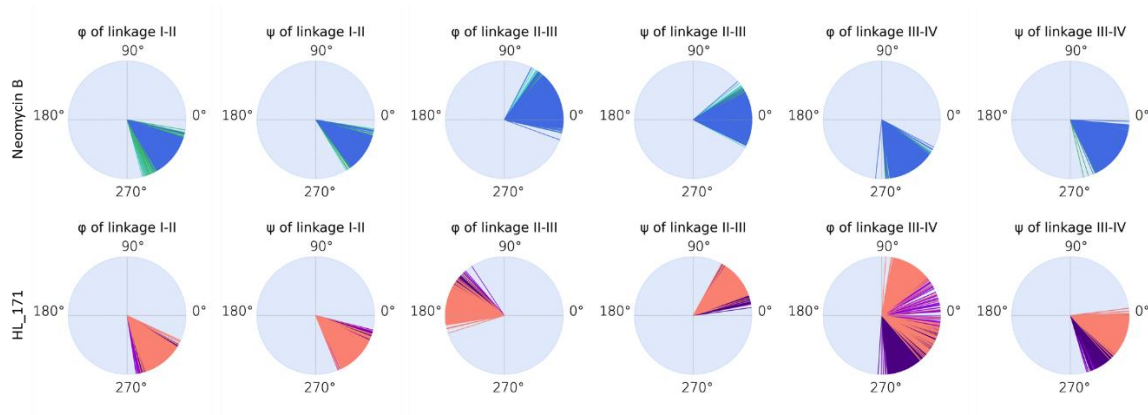 φ of linkage I-II ψ of linkage I-II φ of linkage II-III ψ of linkage II-III φ of linkage III-IV ψ of linkage III-IV
90° 90° 90° 90° 90° 90°
Neomycin B
180° 0° 180° 0° 180° 0° 180° 0° 180° 0° 180° 0°
270° 270° 270° 270° 270° 270°
φ of linkage I-II ψ of linkage I-II φ of linkage II-III ψ of linkage II-III φ of linkage III-IV ψ of linkage III-IV
90° 90° 90° 90° 90° 90°
HL_171
180° 0° 180° 0° 180° 0° 180° 0° 180° 0° 180° 0°
270° 270° 270° 270° 270° 270°